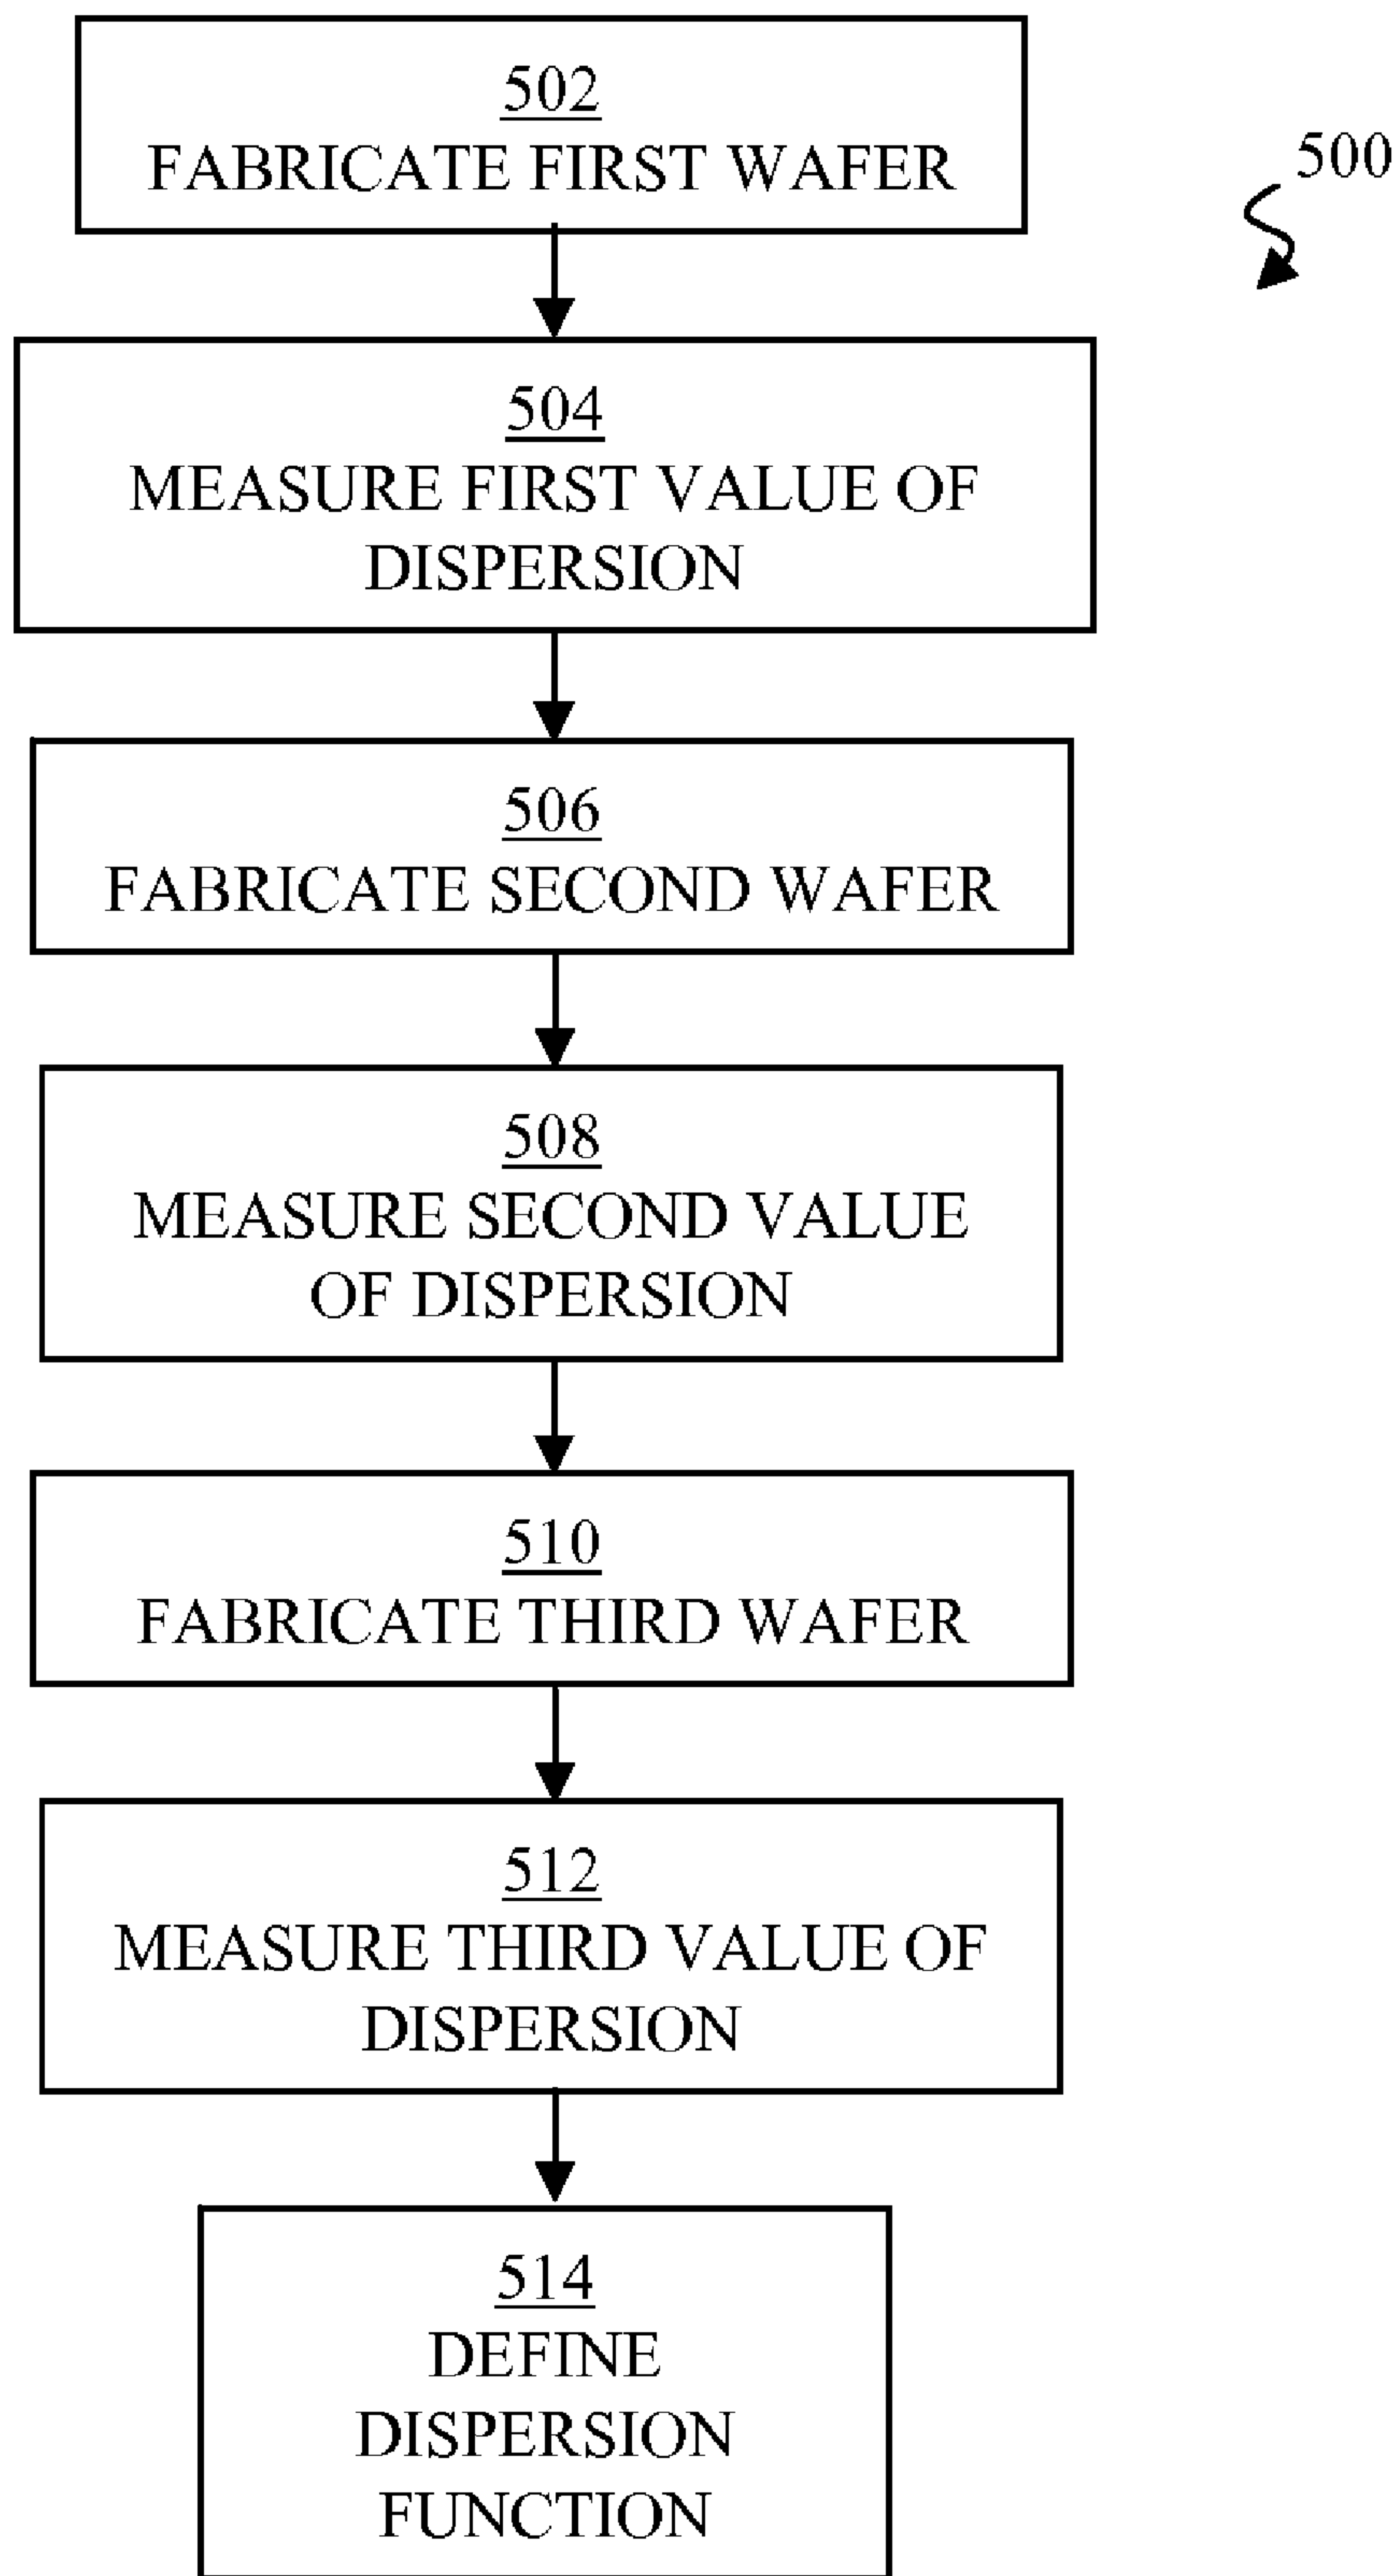 502
FABRICATE FIRST WAFER
500
504
MEASURE FIRST VALUE OF
DISPERSION
506
FABRICATE SECOND WAFER
508
MEASURE SECOND VALUE
OF DISPERSION
510
FABRICATE THIRD WAFER
512
MEASURE THIRD VALUE OF
DISPERSION
514
DEFINE
DISPERSION
FUNCTION